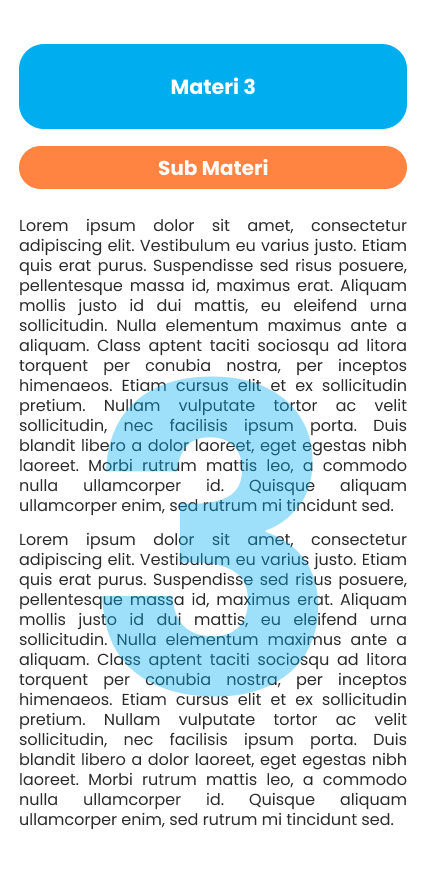 Materi 3
Sub Materi
Lorem ipsum dolor sit amet, consectetur
adipiscing elit. Vestibulum eu varius justo. Etiam
quis erat purus. Suspendisse sed risus posuere,
pellentesque massa id, maximus erat. Aliquam
mollis justo id dui mattis, eu eleifend urna
sollicitudin. Nulla elementum maximus ante a
aliquam. Class aptent taciti sociosqu ad litora
torquent per conubia nostra, per inceptos
himenaeos. Etiam cursus elit et ex sollicitudin
pretium. Nullam vulputate tortor ac velit
sollicitudin, nec facilisis ipsum porta. Duis
blandit libero a dolor laoreet, eget egestas nibh
laoreet. Morbi rutrum mattis leo, a commodo
nulla ullamcorper id. Quisque aliquam
ullamcorper enim, sed rutrum mi tincidunt sed.
Lorem ipsum dolor sit amet, consectetur
adipiscing elit. Vestibulum eu varius justo. Etiam
quis erat purus. Suspendisse sed risus posuere,
pellentesque massa id, maximus erat. Aliquam
mollis justo id dui mattis, eu eleifend urna
sollicitudin. Nulla elementum maximus ante a
aliquam. Class aptent taciti sociosqu ad litora
torquent per conubia nostra, per inceptos
himenaeos. Etiam cursus elit et ex sollicitudin
pretium. Nullam vulputate tortor ac velit
sollicitudin, nec facilisis ipsum porta. Duis
blandit libero a dolor laoreet, eget egestas nibh
laoreet. Morbi rutrum mattis leo, a commodo
nulla ullamcorper id. Quisque aliquam
ullamcorper enim, sed rutrum mi tincidunt sed.
3